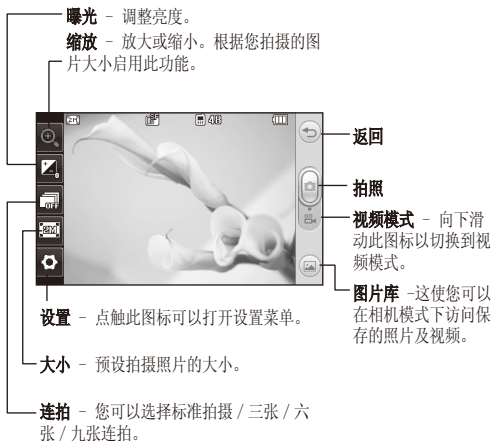 曝光 - 调整亮度。
缩放 - 放大或缩小。根据您拍摄的图
片大小启用此功能。
2M
48
OFF
2M
返回
拍照
视频模式 - 向下滑
动此图标以切换到视
频模式。
图片库 -这使您可以
在相机模式下访问保
存的照片及视频。
设置 - 点触此图标可以打开设置菜单。
大小 - 预设拍摄照片的大小。
连拍 - 您可以选择标准拍摄 / 三张 / 六
张 / 九张连拍。